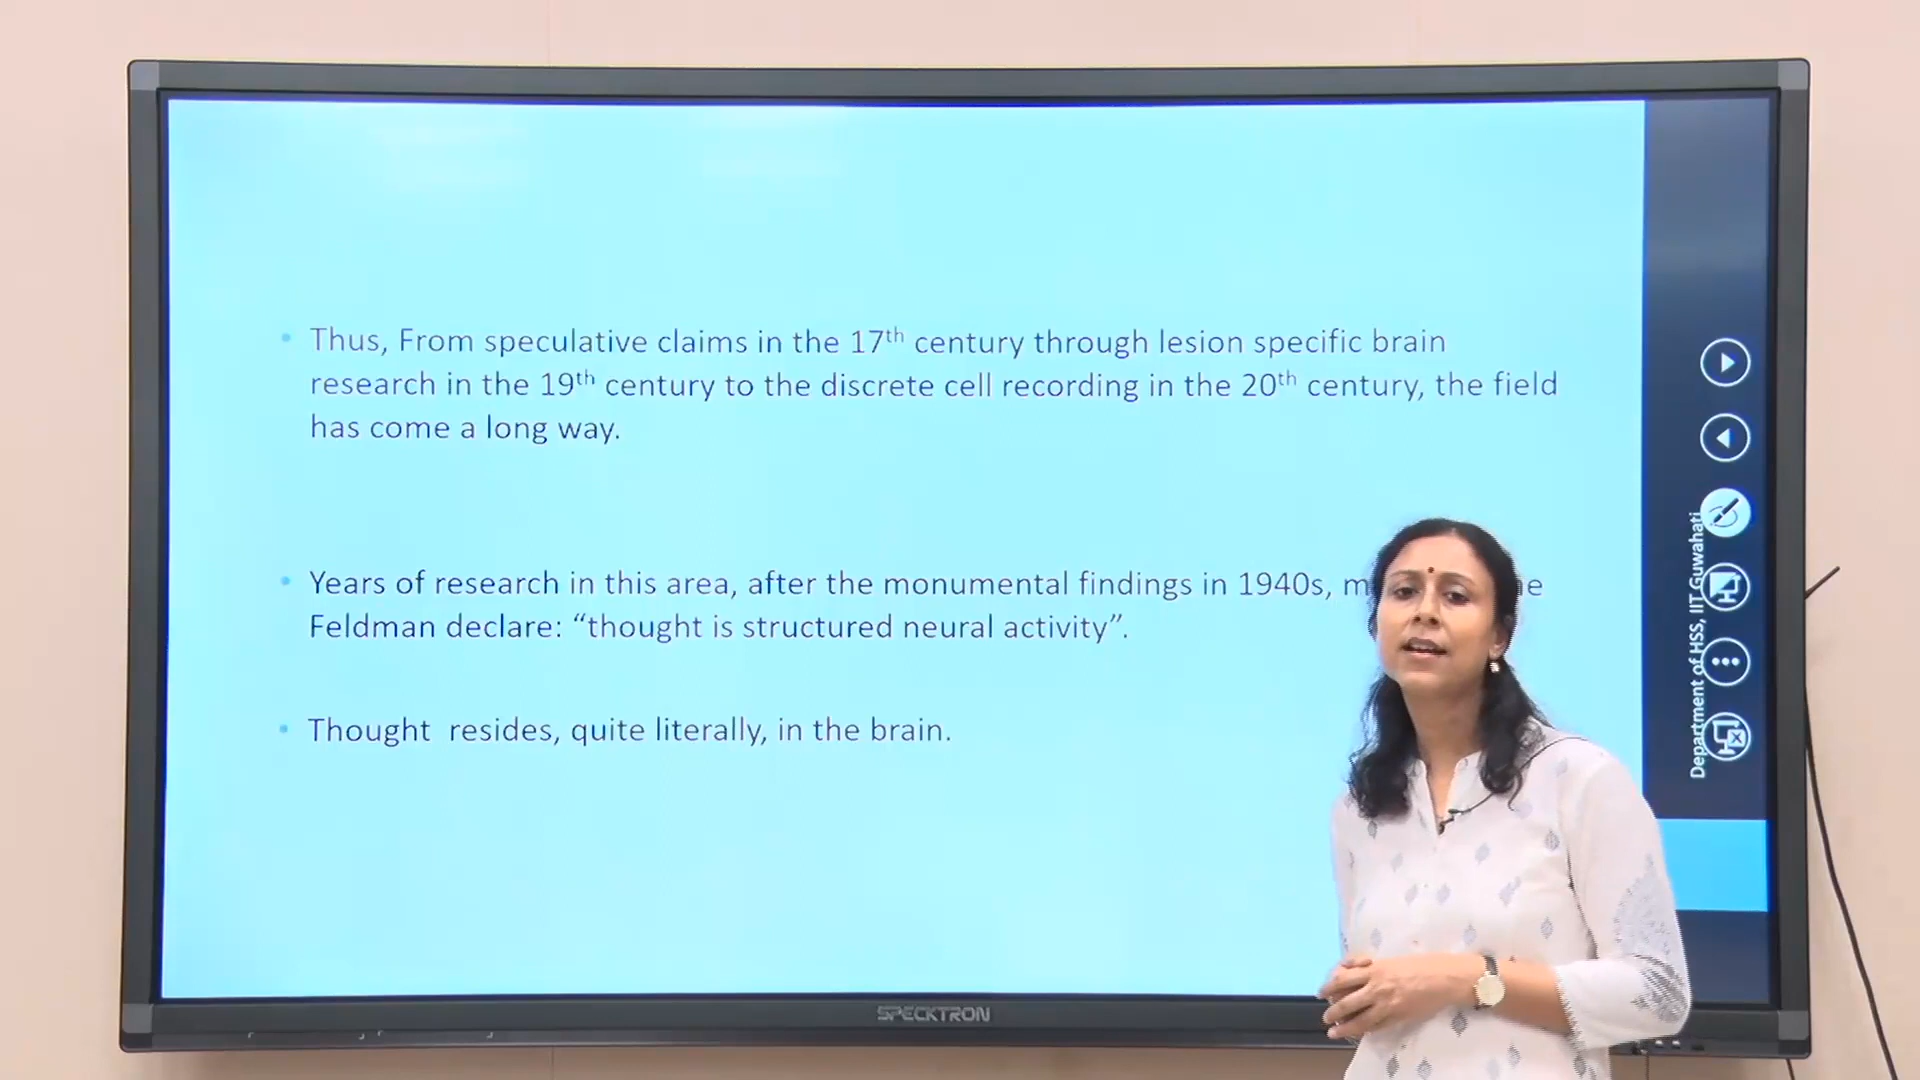 Thus, From speculative claims in the 17th century through lesion specific brain
research in the 19th century to the discrete cell recording in the 20th century, the field
has come a long way.
Years of research in this area, after the monumental findings in 1940s,
Feldman declare: “thought is structured neural activity”.
Thought resides, quite literally, in the brain.
Department of HSS, IIT Guwahati
SPECKTRON